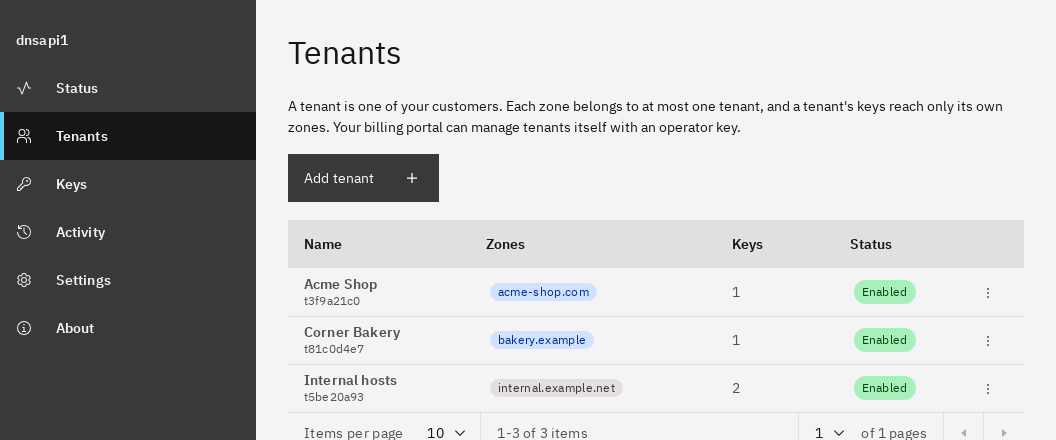 dnsapi1
Status
Tenants
Keys
Activity
Settings
About
Tenants
A tenant is one of your customers. Each zone belongs to at most one tenant, and a tenant's keys reach only its own
zones. Your billing portal can manage tenants itself with an operator key.
Add tenant
Name Zones Keys Status
Acme Shop
t3f9a21c0
acme-shop.com 1 Enabled
Corner Bakery
t81c0d4e7
bakery.example 1 Enabled
Internal hosts
t5be20a93
internal.example.net 2 Enabled
Items per page 10 1-3 of 3 items 1 of 1 pages